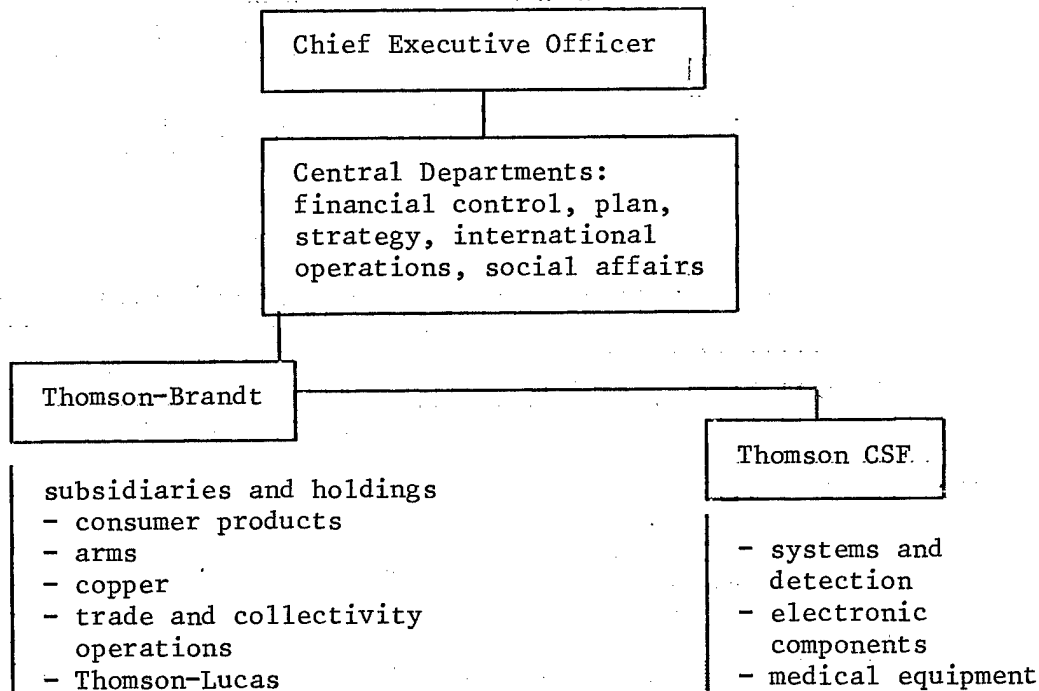 Chief Executive Officer
Central Departments:
financial control, plan,
strategy, international
operations, social affairs
Thomson-Brandt
Thomson CSF
subsidiaries and holdings
- consumer products
- arms
- copper
- trade and collectivity
operations
- Thomson-Lucas
- systems and
detection
- electronic
components
- medical equipment